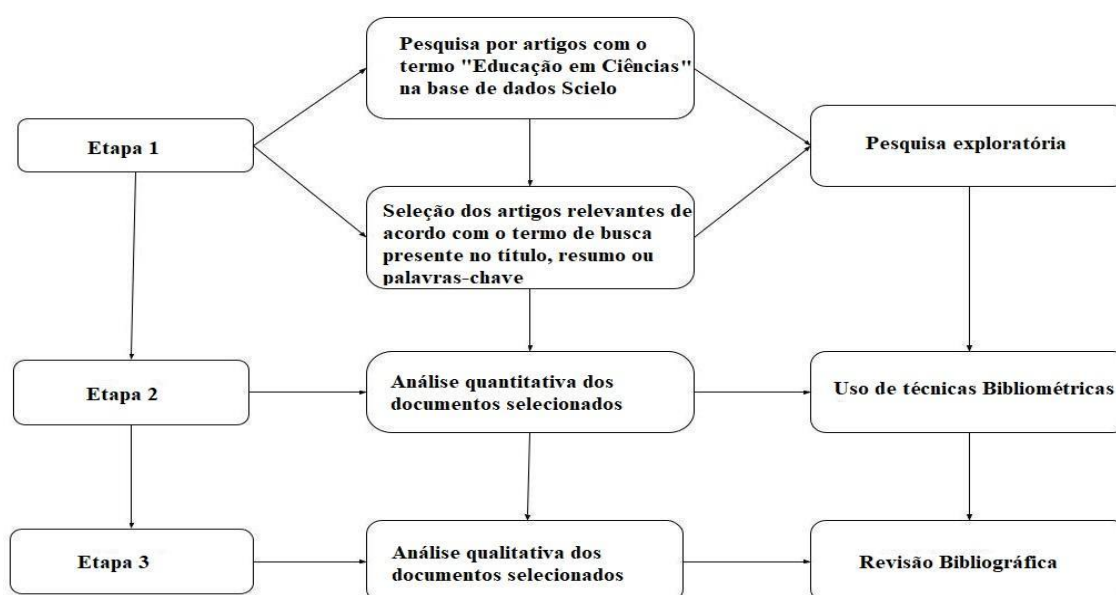 Pesquisa por artigos com o
termo "Educação em Ciências"
na base de dados Scielo
Etapa 1
Pesquisa exploratória
Seleção dos artigos relevantes de
acordo com o termo de busca
presente no título, resumo ou
palavras-chave
Etapa 2
Análise quantitativa dos
documentos selecionados
Uso de técnicas Bibliométricas
Etapa 3
Análise qualitativa dos
documentos selecionados
Revisão Bibliográfica